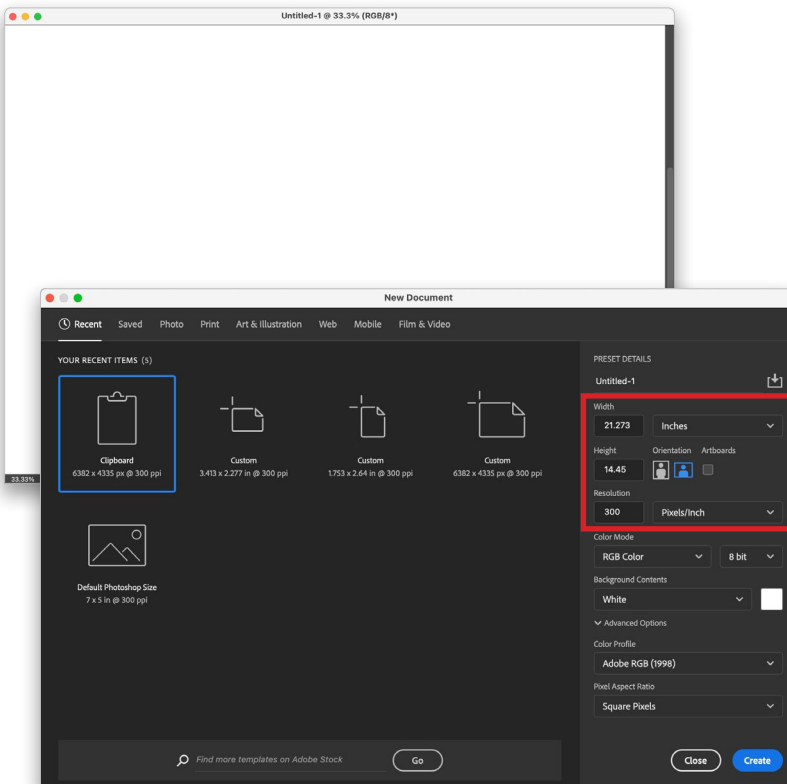 Untitled-1 @ 33.3% (RGB/8*)
33.33%
New Document
Recent Saved Photo Print Art & Illustration Web Mobile Film & Video
YOUR RECENT ITEMS (5)
Clipboard
6382 x 4335 px @ 300 ppi
Custom
3.413 x 2.277 in @ 300 ppi
Custom
1.753 x 2.64 in @ 300 ppi
Custom
6382 x 4335 px @ 300 ppi
Default Photoshop Size
7 x 5 in @ 300 ppi
Find more templates on Adobe Stock
Go
PRESET DETAILS
Untitled-1
Width
21.273 Inches
Height Orientation Artboards
14.45
Resolution
300 Pixels/Inch
Color Mode
RGB Color 8 bit
Background Contents
White
Advanced Options
Color Profile
Adobe RGB (1998)
Pixel Aspect Ratio
Square Pixels
Close Create